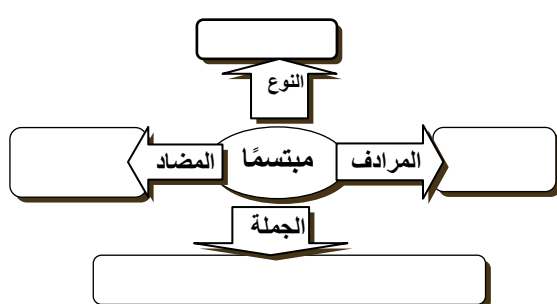 النوع
المرادف
مبتسمًا
المضاد
الجملة